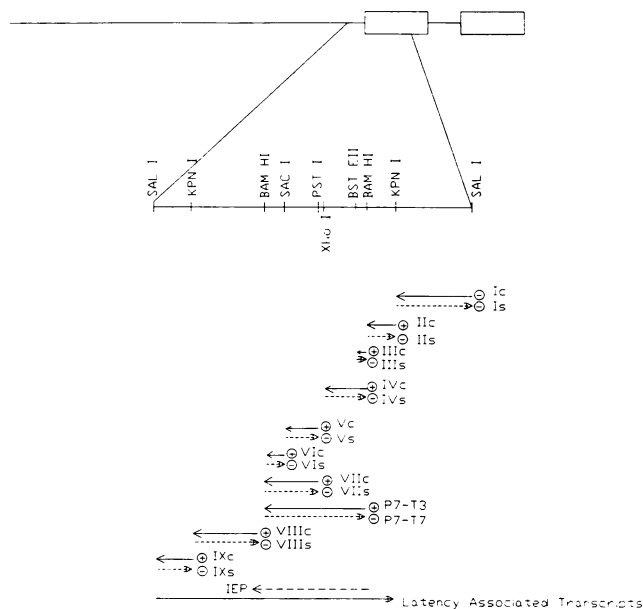 SAL I
KPN I
BAM HI
SAC I
PST I
XHO I
BST EII
BAM HI
KPN I
SAL I
⊖ Ic
⊖ Is
⊕ IIc
⊖ IIs
⊕ IIIc
⊖ IIIs
⊕ IVc
⊖ IVs
⊕ Vc
⊖ Vs
⊕ VIc
⊖ VIs
⊕ VIIc
⊖ VIIs
⊕ P7-T3
⊖ P7-T7
⊕ VIIIc
⊖ VIIIs
⊕ IXc
⊖ IXs
IEP
Latency Associated Transcripts